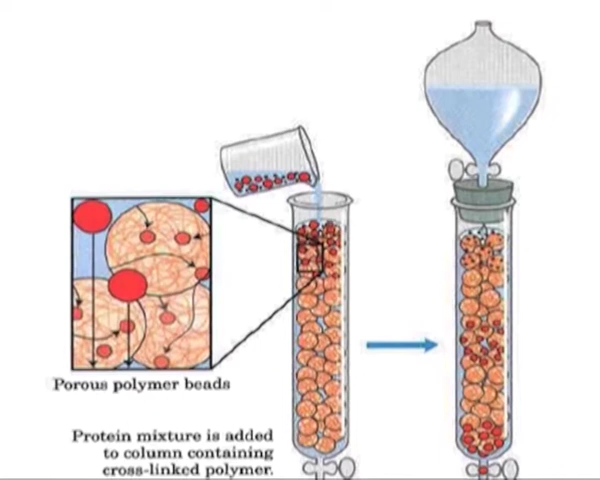 Porous polymer beads
Protein mixture is added
to column containing
cross-linked polymer.